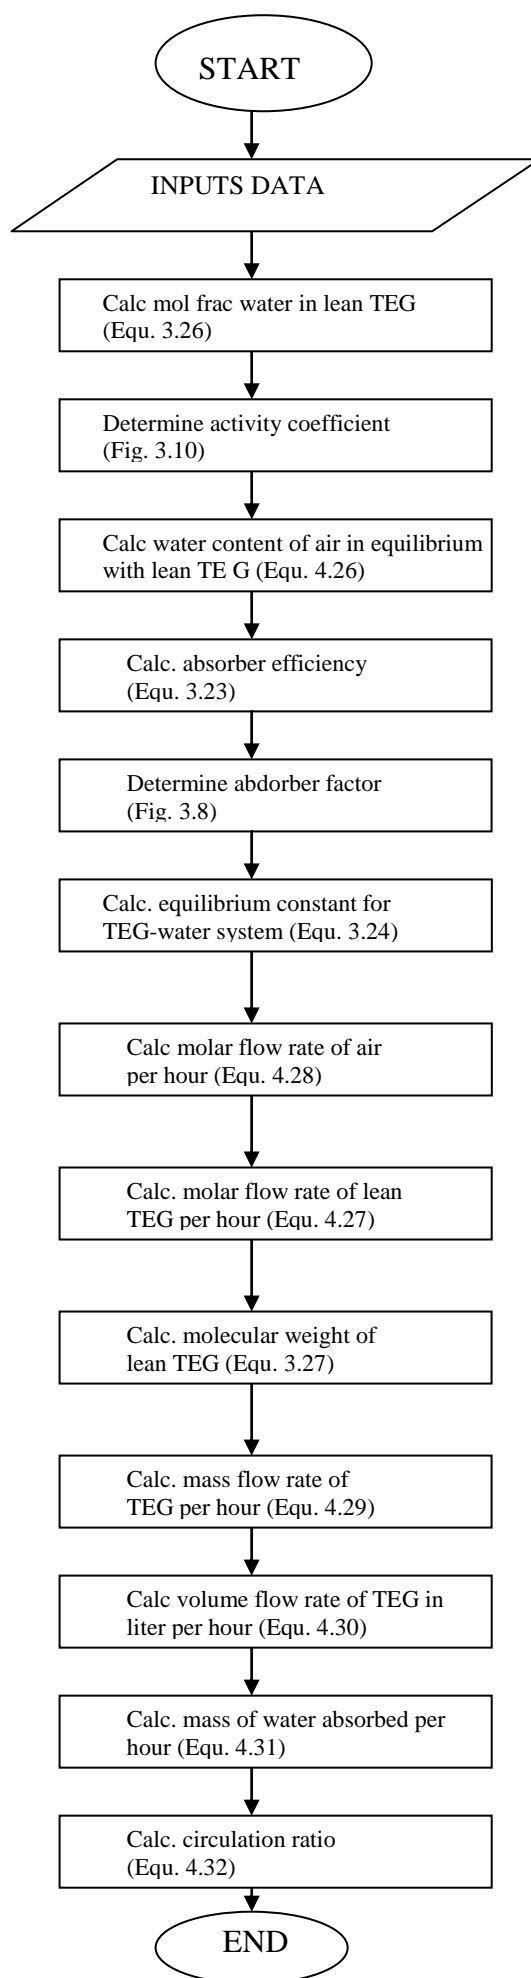 START
INPUTS DATA
Calc mol frac water in lean TEG
(Equ. 3.26)
Determine activity coefficient
(Fig. 3.10)
Calc water content of air in equilibrium
with lean TE G (Equ. 4.26)
Calc. absorber efficiency
(Equ. 3.23)
Determine abdorber factor
(Fig. 3.8)
Calc. equilibrium constant for
TEG-water system (Equ. 3.24)
Calc molar flow rate of air
per hour (Equ. 4.28)
Calc. molar flow rate of lean
TEG per hour (Equ. 4.27)
Calc. molecular weight of
lean TEG (Equ. 3.27)
Calc. mass flow rate of
TEG per hour (Equ. 4.29)
Calc volume flow rate of TEG in
liter per hour (Equ. 4.30)
Calc. mass of water absorbed per
hour (Equ. 4.31)
Calc. circulation ratio
(Equ. 4.32)
END